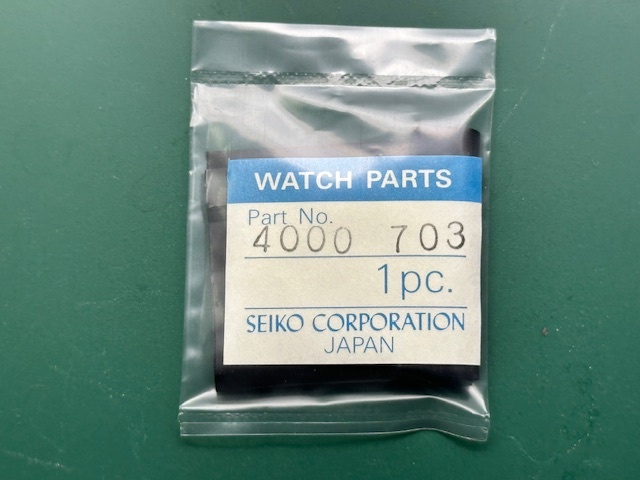 WATCH PARTS
Part No.
4000 703
1pc.
SEIKO CORPORATION
JAPAN